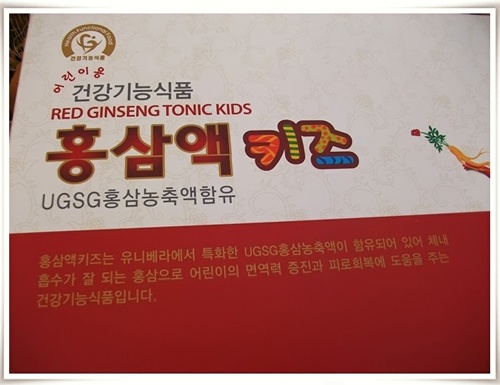 Health Functional Food
건강기능식품
어린이용
건강기능식품
RED GINSENG TONIC KIDS
홍삼액 키즈
UGSG홍삼농축액함유
홍삼액키즈는 유니베라에서 특화한 UGSG홍삼농축액이 함유되어 있어 체내
흡수가 잘 되는 홍삼으로 어린이의 면역력 증진과 피로회복에 도움을 주는
건강기능식품입니다.